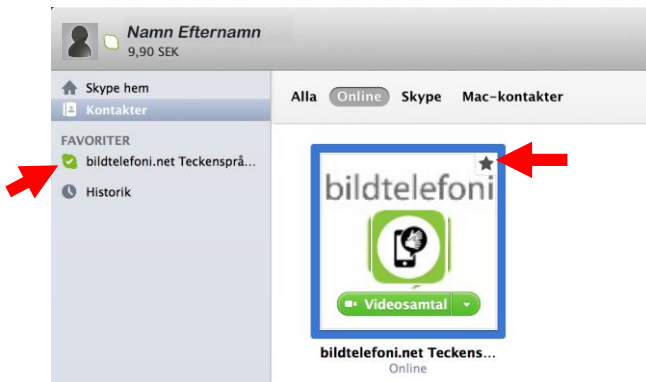 Namn Efternamn
9,90 SEK
Skype hem
Kontakter
FAVORITER
bildtelefoni.net Teckensprå...
Historik
Alla Online Skype Mac-kontakter
bildtelefoni
Videosamtal
bildtelefoni.net Teckens...
Online